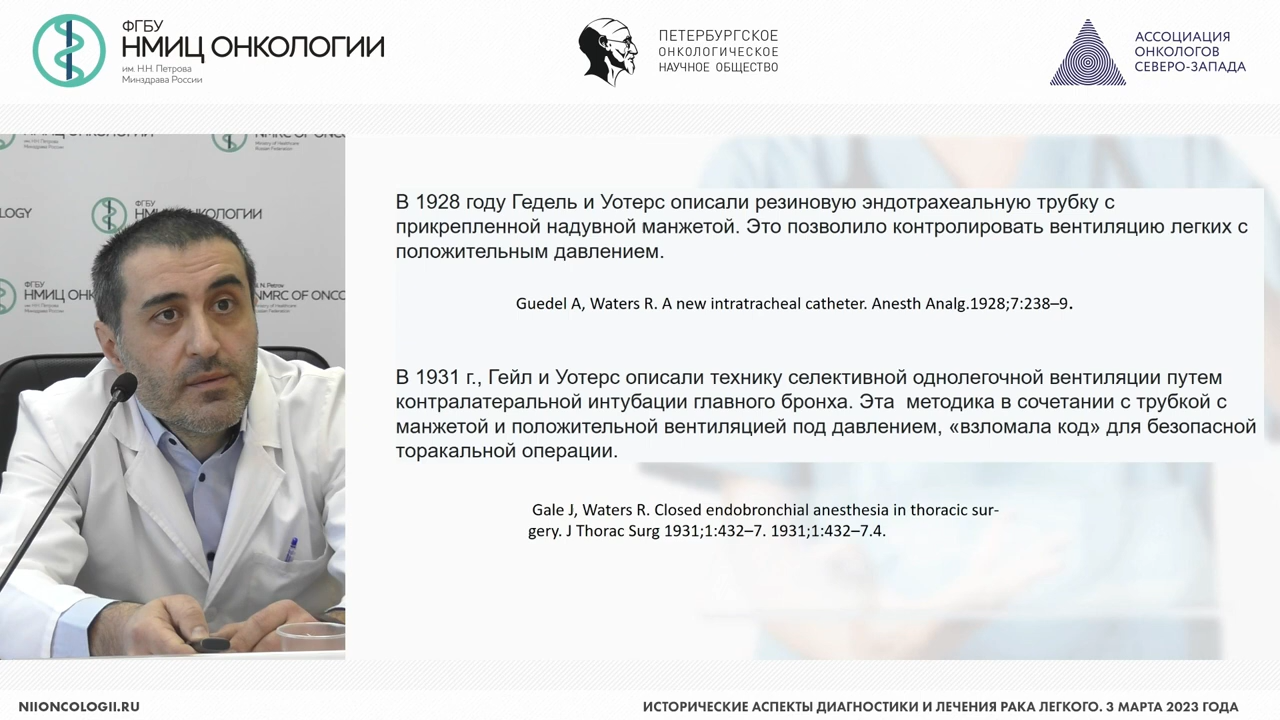 ФГБУ
НМИЦ ОНКОЛОГИИ
им. Н.Н. Петрова
Минздрава России
ПЕТЕРБУРГСКОЕ
ОНКОЛОГИЧЕСКОЕ
НАУЧНОЕ ОБЩЕСТВО
АССОЦИАЦИЯ
ОНКОЛОГОВ
СЕВЕРО-ЗАПАДА
НМИЦ ОНКОЛОГИИ
В 1928 году Гедель и Уотерс описали резиновую эндотрахеальную трубку с
прикрепленной надувной манжетой. Это позволило контролировать вентиляцию легких с
положительным давлением.
Guedel A, Waters R. A new intratracheal catheter. Anesth Analg.1928;7:238–9.
В 1931 г., Гейл и Уотерс описали технику селективной однолегочной вентиляции путем
контралатеральной интубации главного бронха. Эта  методика в сочетании с трубкой с
манжетой и положительной вентиляцией под давлением, «взломала код» для безопасной
торакальной операции.
Gale J, Waters R. Closed endobronchial anesthesia in thoracic sur-
gery. J Thorac Surg 1931;1:432–7. 1931;1:432–7.4.
NIIONCOLOGII.RU
ИСТОРИЧЕСКИЕ АСПЕКТЫ ДИАГНОСТИКИ И ЛЕЧЕНИЯ РАКА ЛЕГКОГО. 3 МАРТА 2023 ГОДА